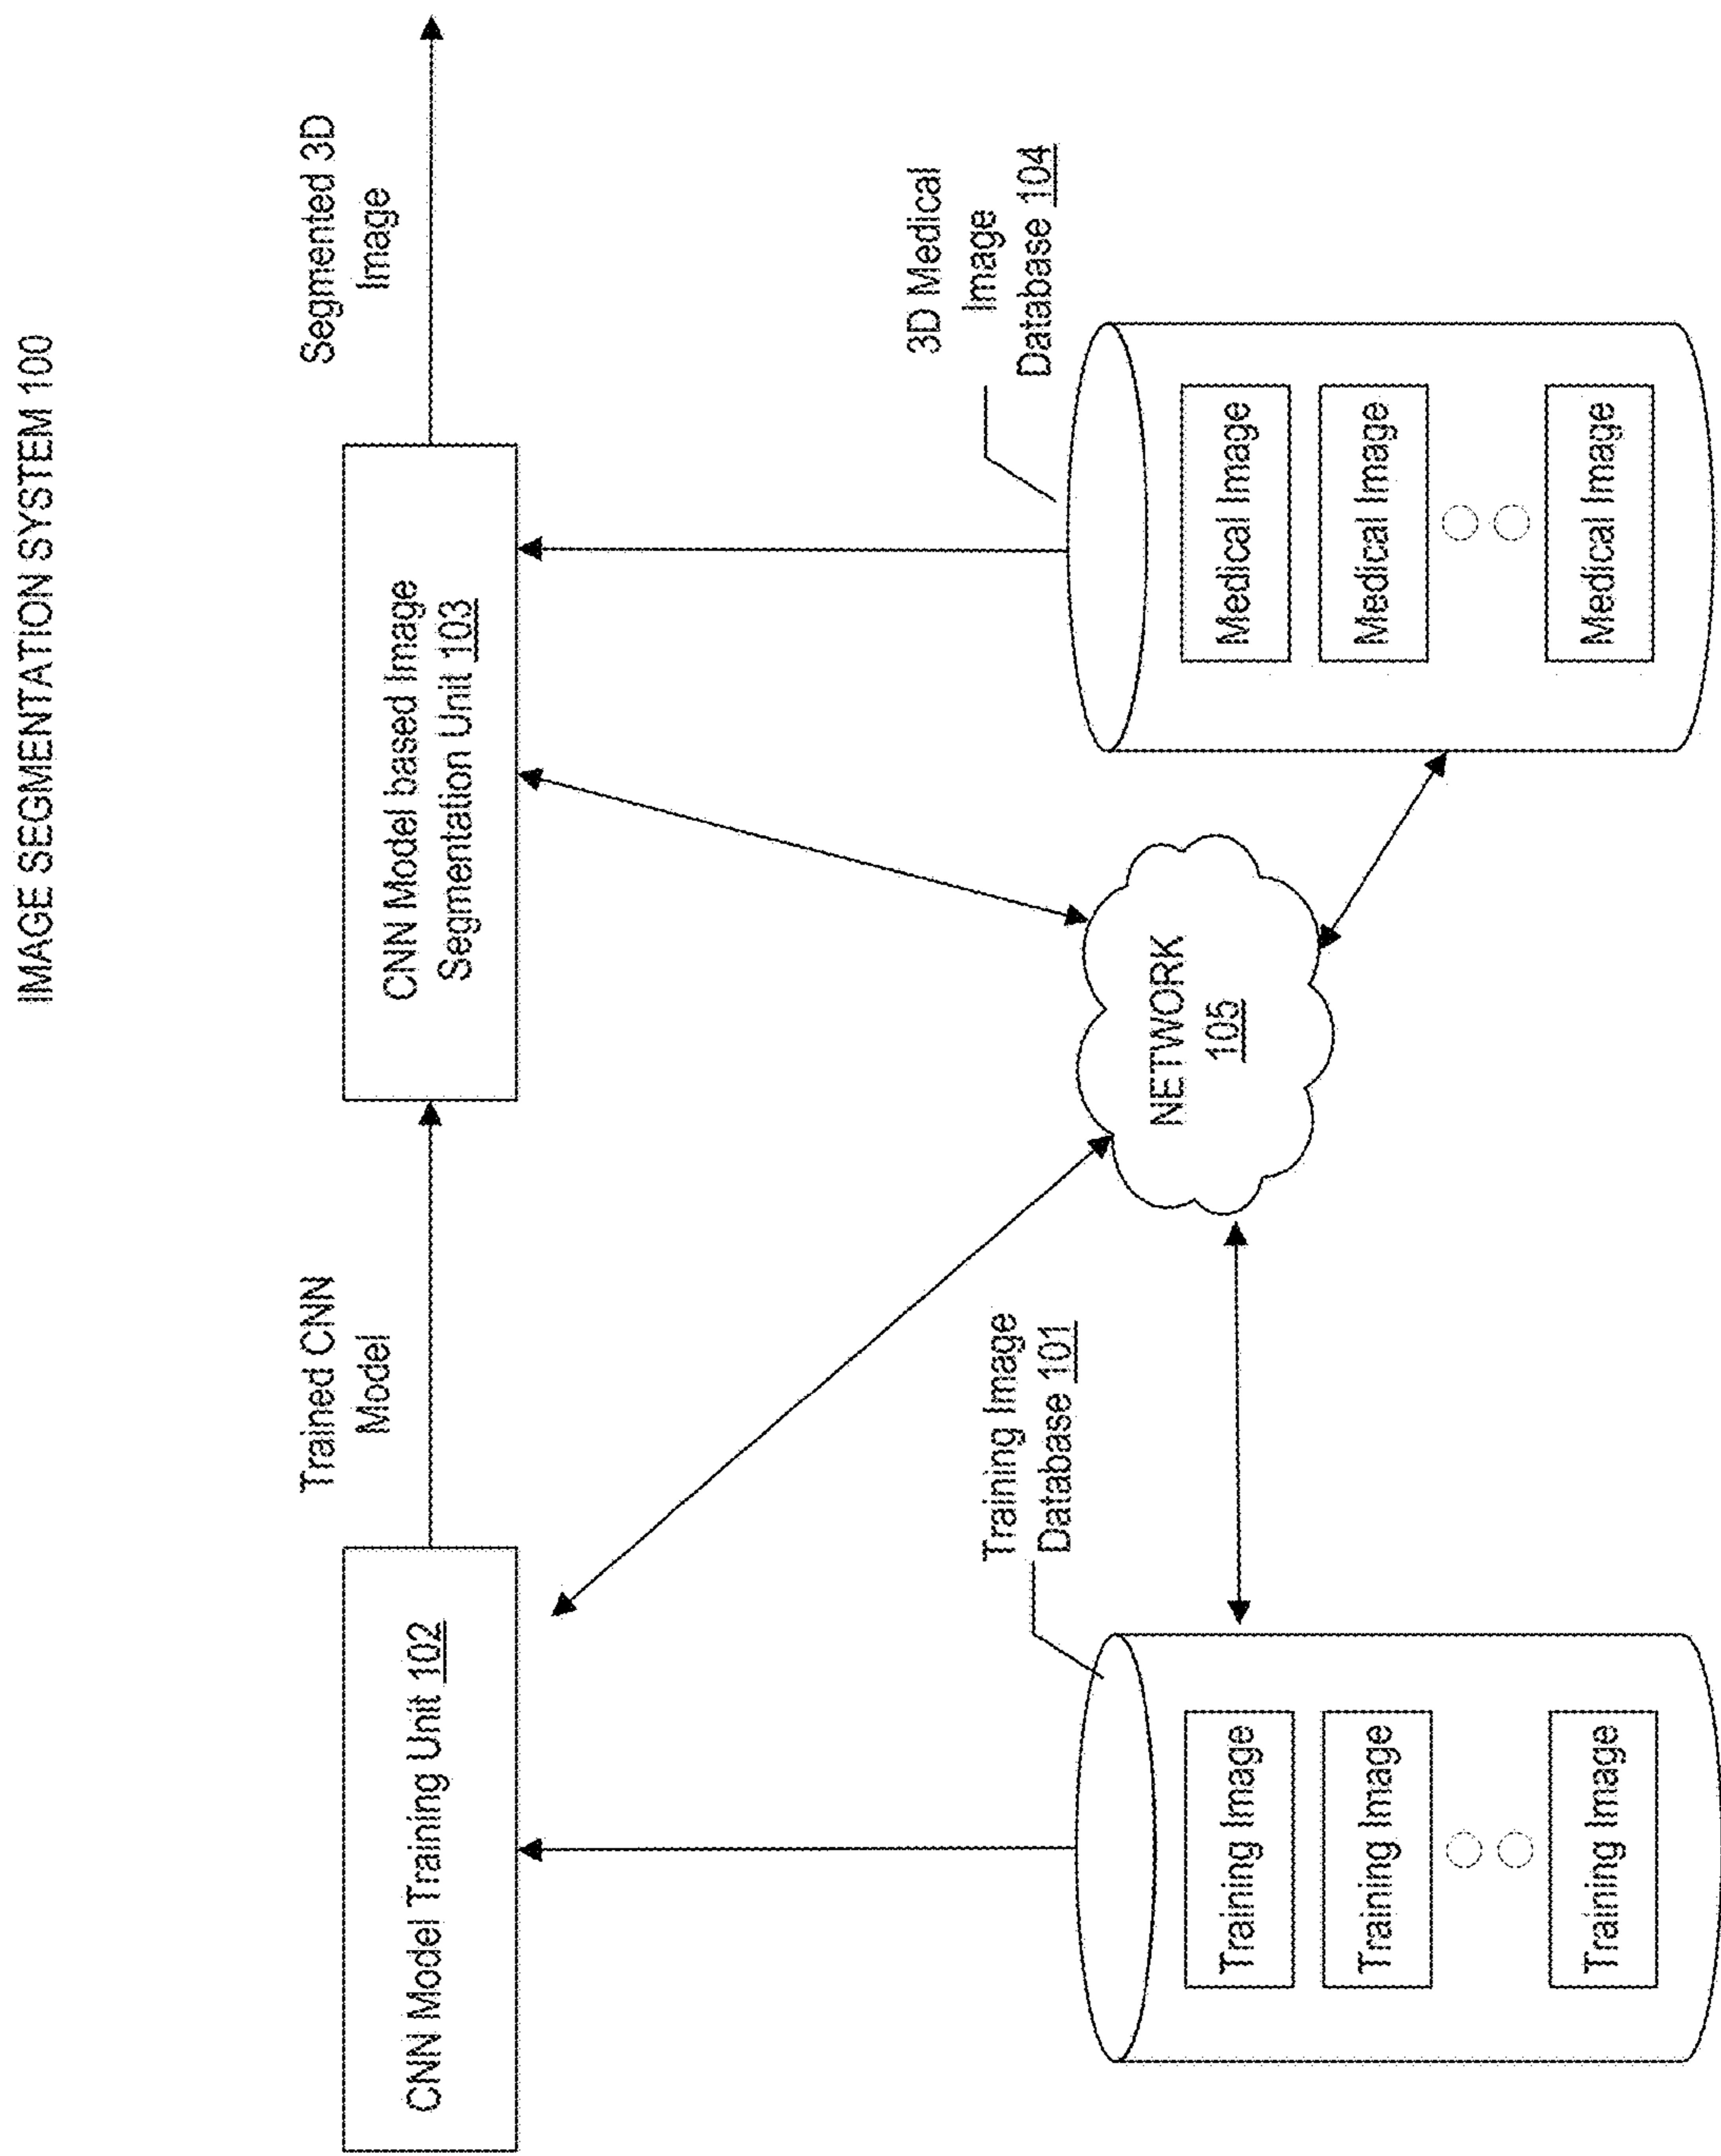 IMAGE SEGMENTATION SYSTEM 100
CNN Model Training Unit 102
Trained CNN
Model
CNN Model based Image
Segmentation Unit 103
Segmented 3D
Image
Training Image
Database 101
Training Image
Training Image
Training Image
NETWORK
105
3D Medical
Image
Database 104
Medical Image
Medical Image
Medical Image